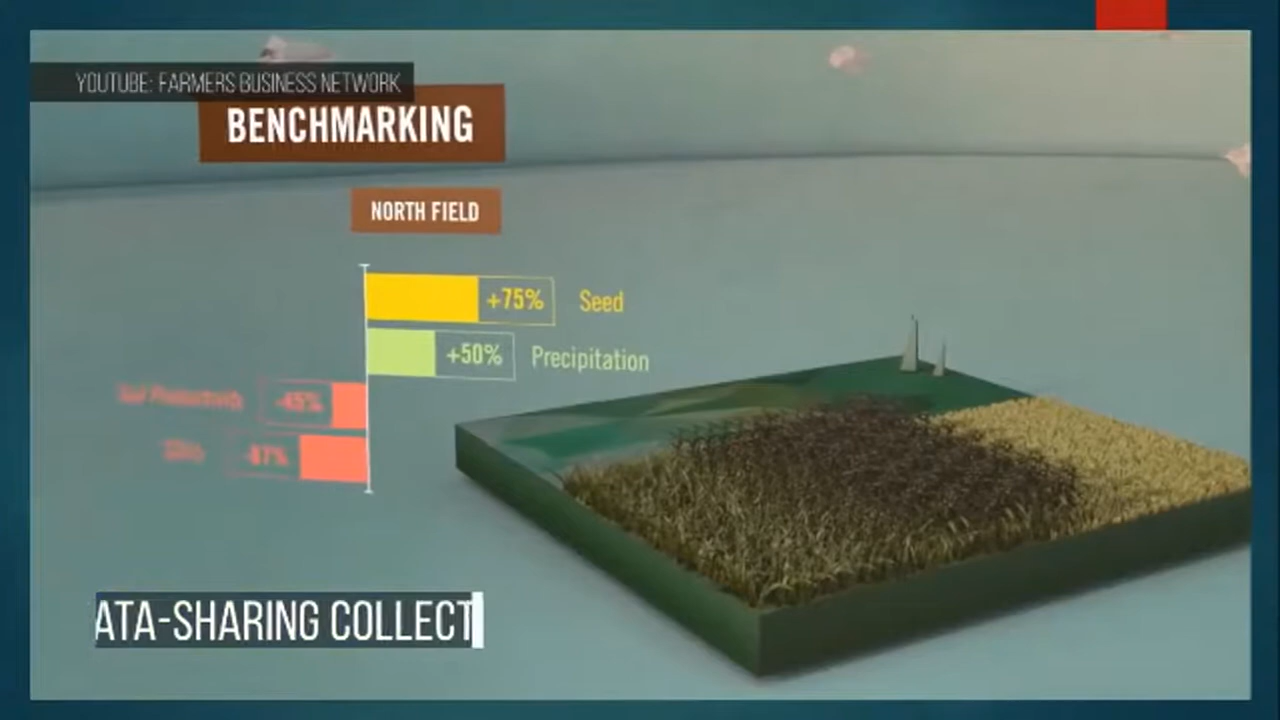 YOUTUBE: FARMERS BUSINESS NETWORK
BENCHMARKING
NORTH FIELD
+75% Seed
+50% Precipitation
-45%
ATA-SHARING COLLECT